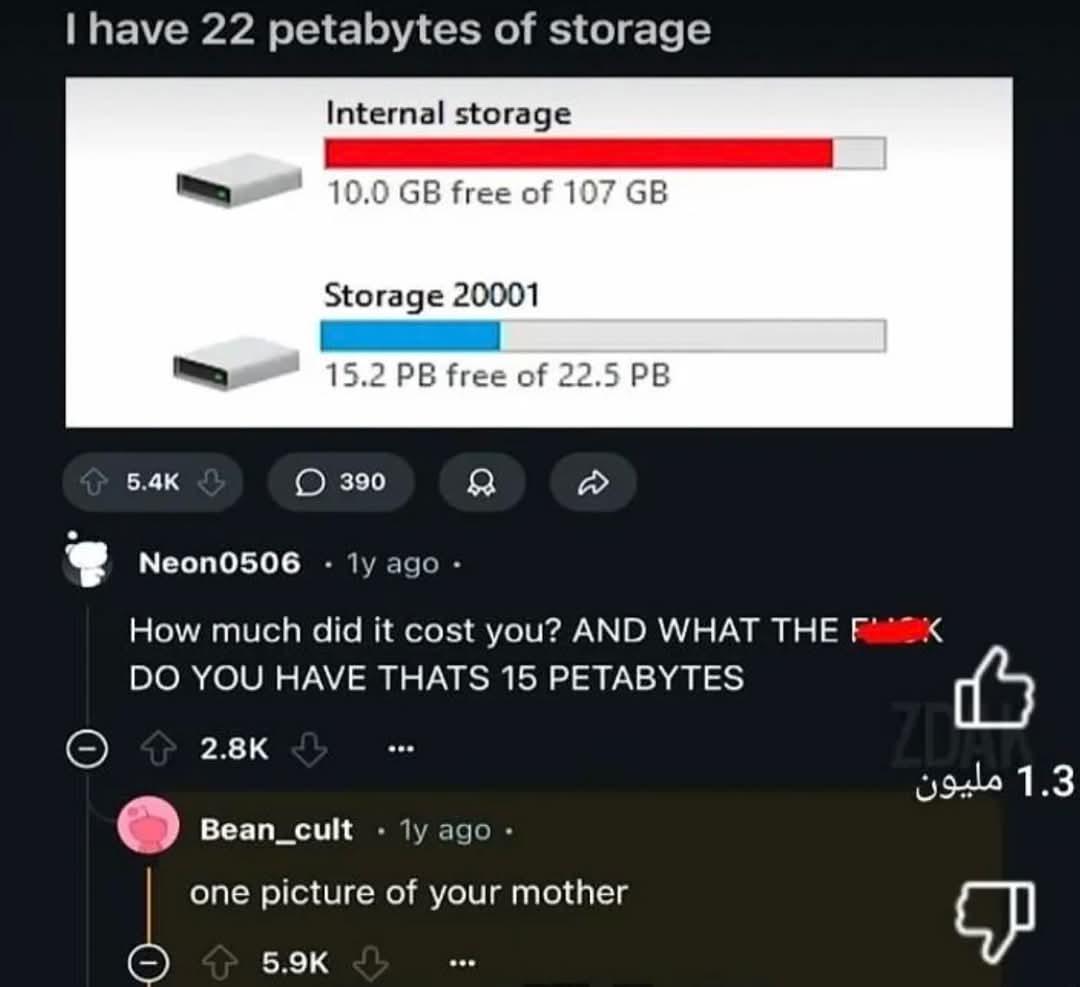 I have 22 petabytes of storage
Internal storage
10.0 GB free of 107 GB
Storage 20001
15.2 PB free of 22.5 PB
5.4K
390
Neon0506 • 1y ago •
How much did it cost you? AND WHAT THE
DO YOU HAVE THATS 15 PETABYTES
2.8K
1.3 مليون
Bean_cult • 1y ago •
one picture of your mother
5.9K